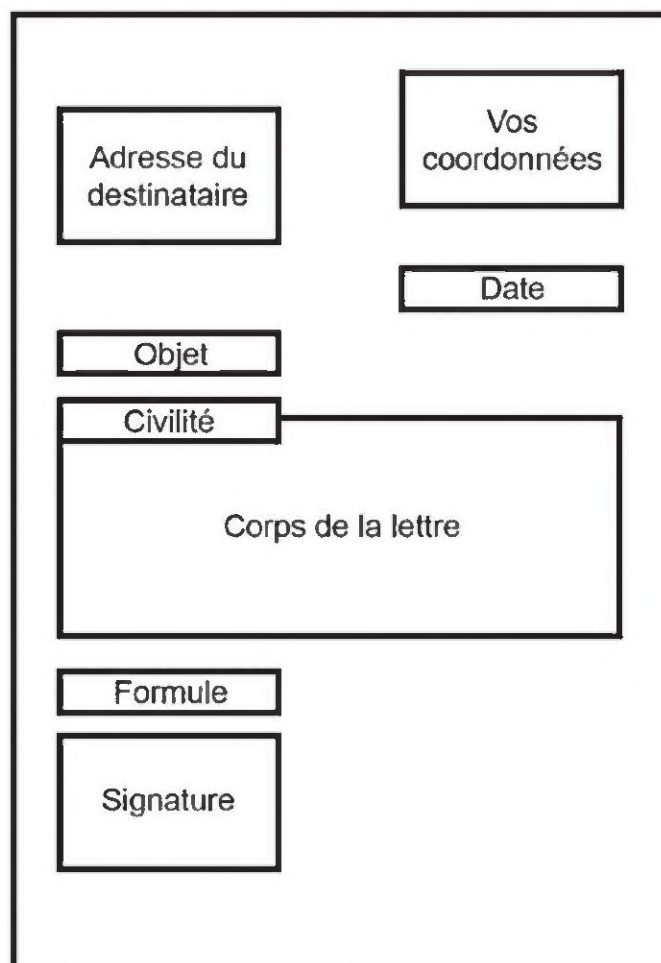 Vos
coordonnées
Adresse du
destinataire
Date
Objet
Civilité
Corps de la lettre
Formule
Signature